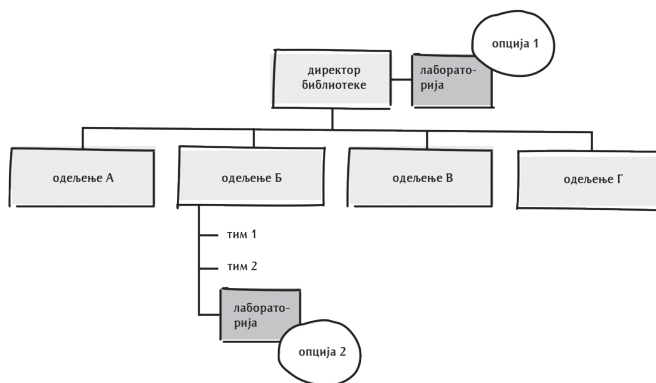 опција 1
директор
библиотеке
лаборато-
рија
одељење А
одељење Б
одељење В
одељење Г
тим 1
тим 2
лаборато-
рија
опција 2